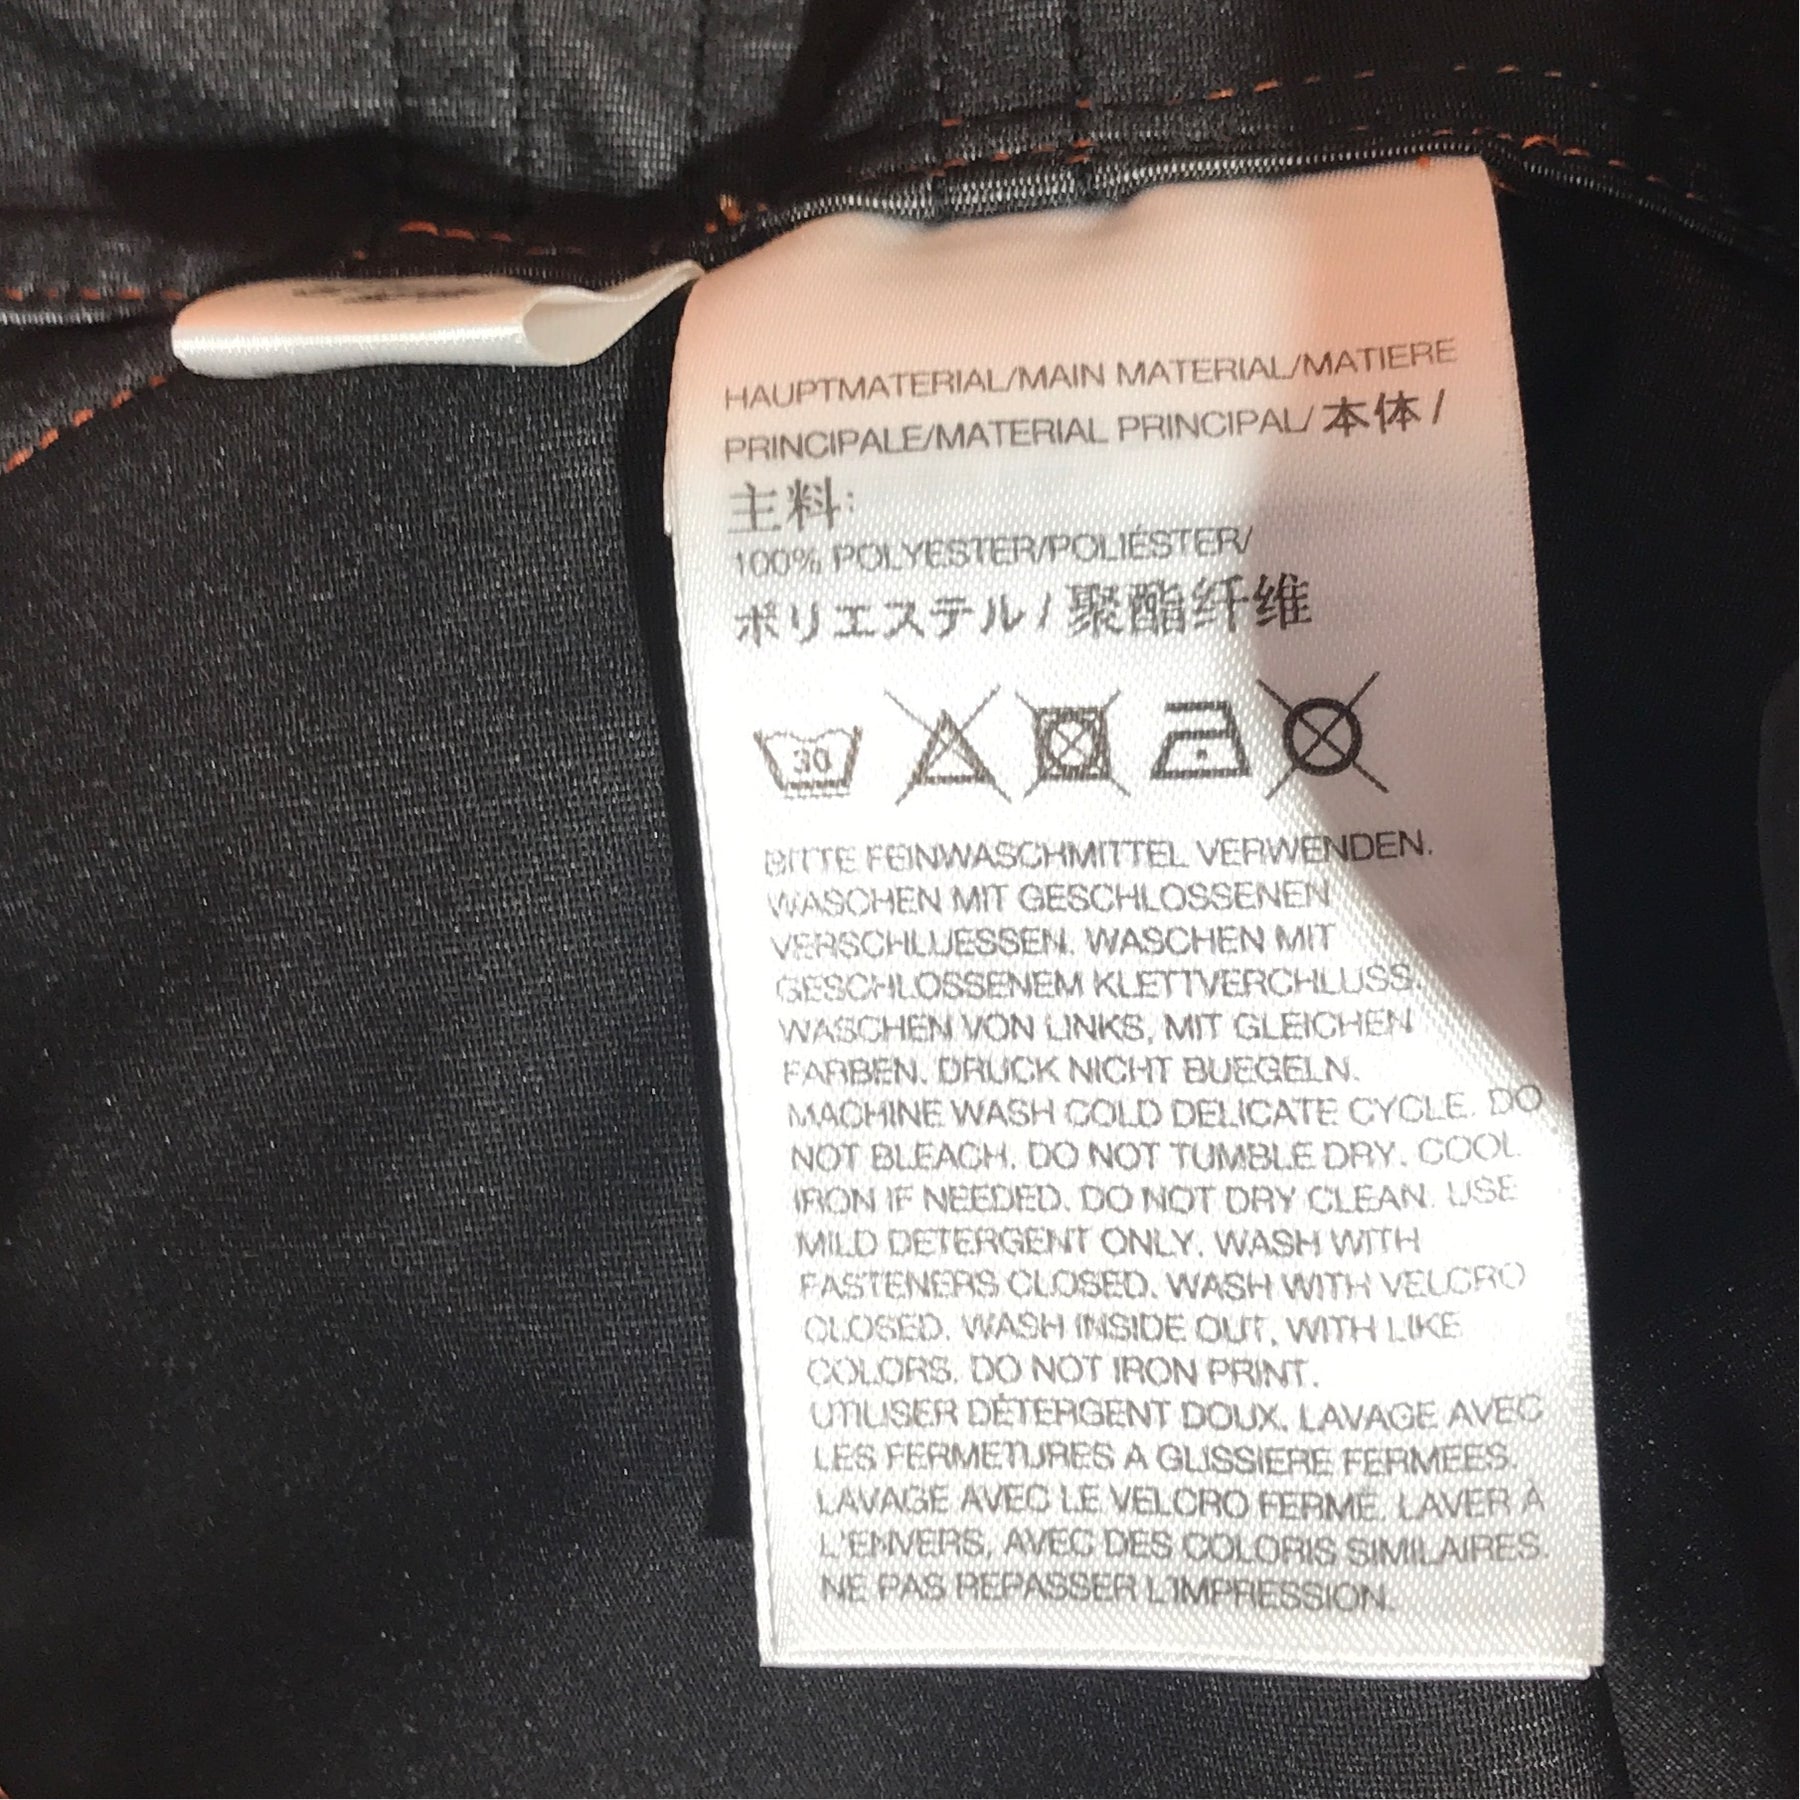 HAUPTMATERIAL/MAIN MATERIAL/MATIERE
PRINCIPALE/MATERIAL PRINCIPAL/本体/
主料:
100% POLYESTER/POLIÉSTER/
ポリエステル/聚酯纤维
30
BITTE FEINWASCHMITTEL VERWENDEN.
WASCHEN MIT GESCHLOSSENEN
VERSCHLUESSEN. WASCHEN MIT
GESCHLOSSENEM KLETTVERCHLUSS.
WASCHEN VON LINKS, MIT GLEICHEN
FARBEN. DRUCK NICHT BUEGELN.
MACHINE WASH COLD DELICATE CYCLE. DO
NOT BLEACH. DO NOT TUMBLE DRY. COOL
IRON IF NEEDED. DO NOT DRY CLEAN. USE
MILD DETERGENT ONLY. WASH WITH
FASTENERS CLOSED. WASH WITH VELCRO
CLOSED. WASH INSIDE OUT, WITH LIKE
COLORS. DO NOT IRON PRINT.
UTILISER DÉTERGENT DOUX. LAVAGE AVEC
LES FERMETURES A GLISSIERE FERMEES.
LAVAGE AVEC LE VELCRO FERMÉ. LAVER À
L'ENVERS, AVEC DES COLORIS SIMILAIRES.
NE PAS REPASSER L'IMPRESSION.